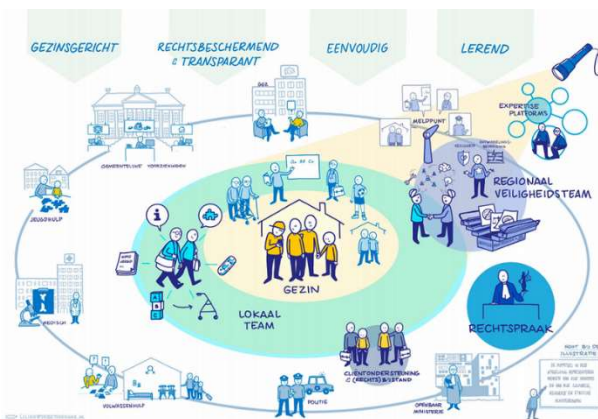 GEZINSGERICHT
RECHTSBESCHERMEND
& TRANSPARANT
EENVOUDIG
LEREND
GGZ
MELDPUNT
EXPERTISE
PLATFORMS
GEMEENTELIJKE VOORZIENINGEN
REGIONAAL
VEILIGHEIDSTEAM
JEUGDHULP
GEZIN
LOKAAL
TEAM
RECHTSPRAAK
MEDISCH
CLIËNTONDERSTEUNING
& (RECHTS)BIJSTAND
VOLWASSENHULP
POLITIE
OPENBAAR
MINISTERIE